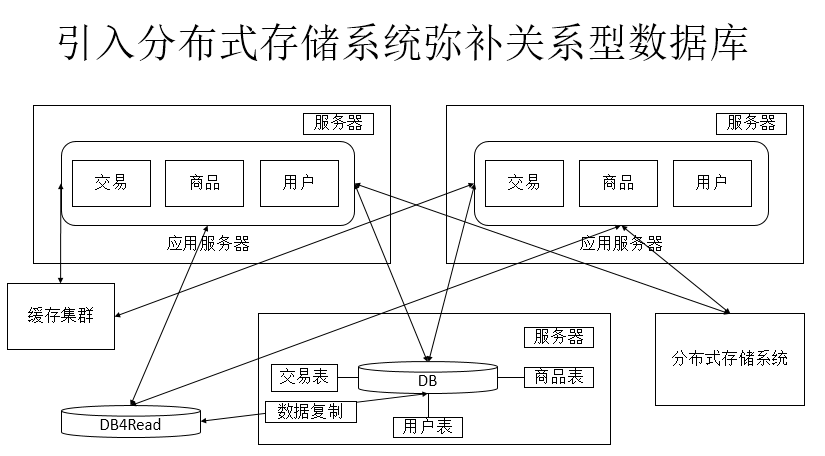 引入分布式存储系统弥补关系型数据库
服务器
交易
商品
用户
应用服务器
服务器
交易
商品
用户
应用服务器
缓存集群
服务器
交易表
DB
商品表
数据复制
用户表
DB4Read
分布式存储系统